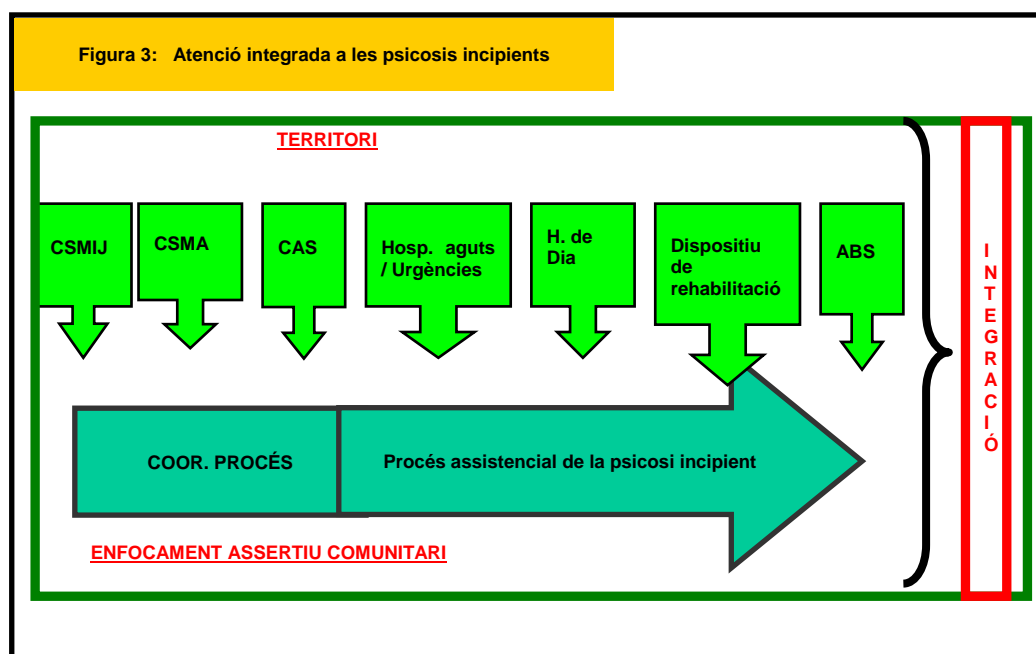 Figura 3: Atenció integrada a les psicosis incipients
TERRITORI
CSMIJ
CSMA
CAS
Hosp. aguts
/ Urgències
H. de
Dia
Dispositiu
de
rehabilitació
ABS
COOR. PROCÉS
Procés assistencial de la psicosi incipient
ENFOCAMENT ASSERTIU COMUNITARI
I
N
T
E
G
R
A
C
I
Ó